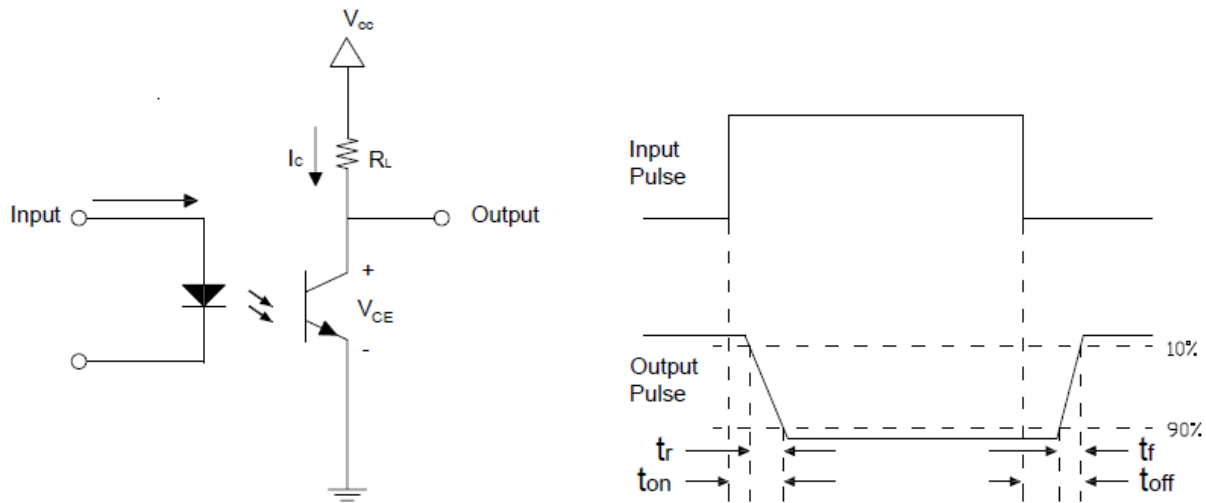 Vcc
Ic
RL
Input
Output
+
VCE
-
Input
Pulse
Output
Pulse
10%
90%
tr
tf
ton
toff